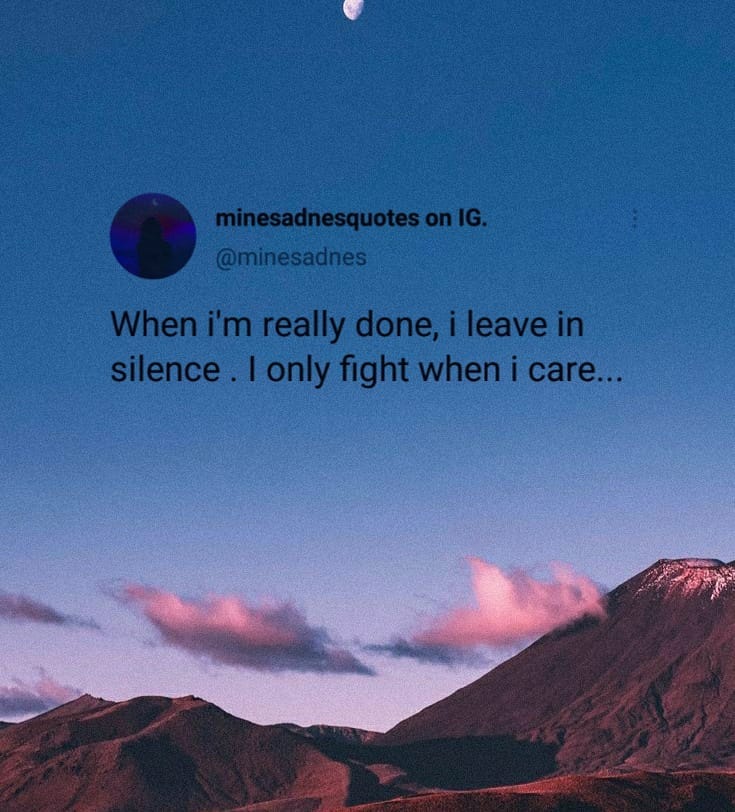 minesadnesquotes on IG.
@minesadnes
When i'm really done, i leave in
silence . I only fight when i care...